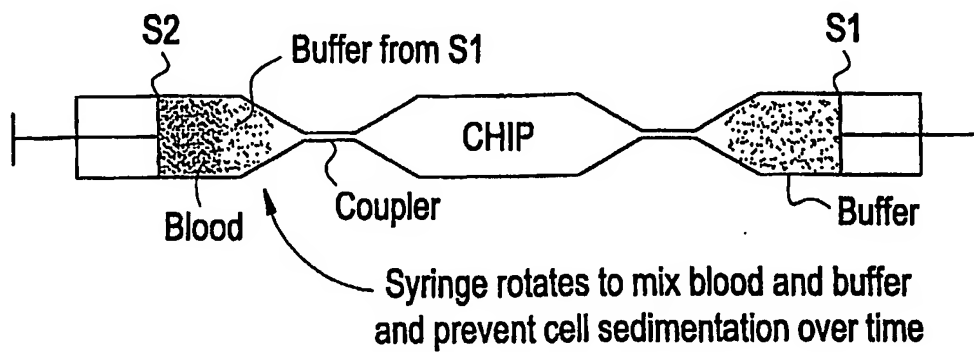 S2
Buffer from S1
S1
CHIP
Blood
Coupler
Buffer
Syringe rotates to mix blood and buffer
and prevent cell sedimentation over time